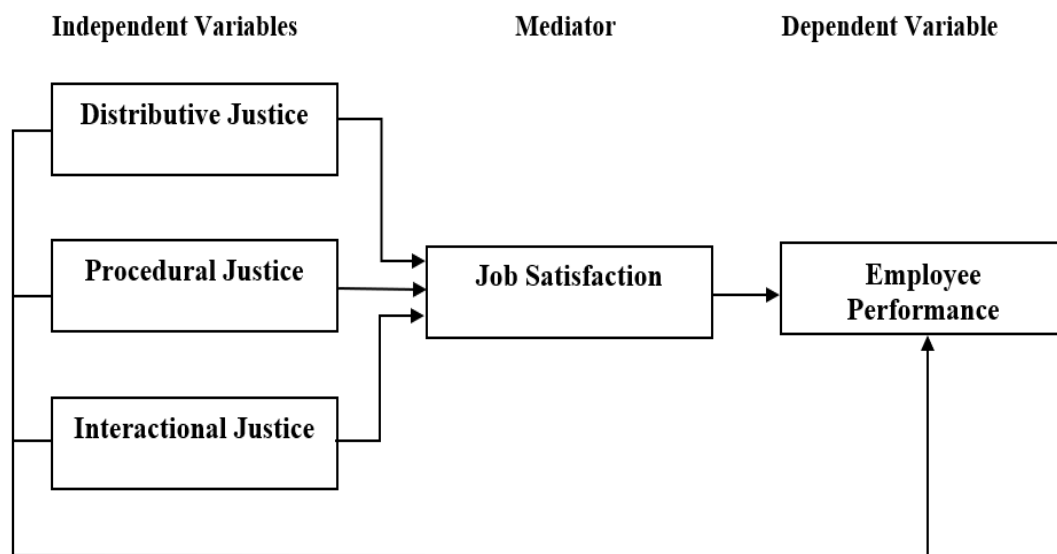 Independent Variables
Mediator
Dependent Variable
Distributive Justice
Procedural Justice
Job Satisfaction
Employee
Performance
Interactional Justice